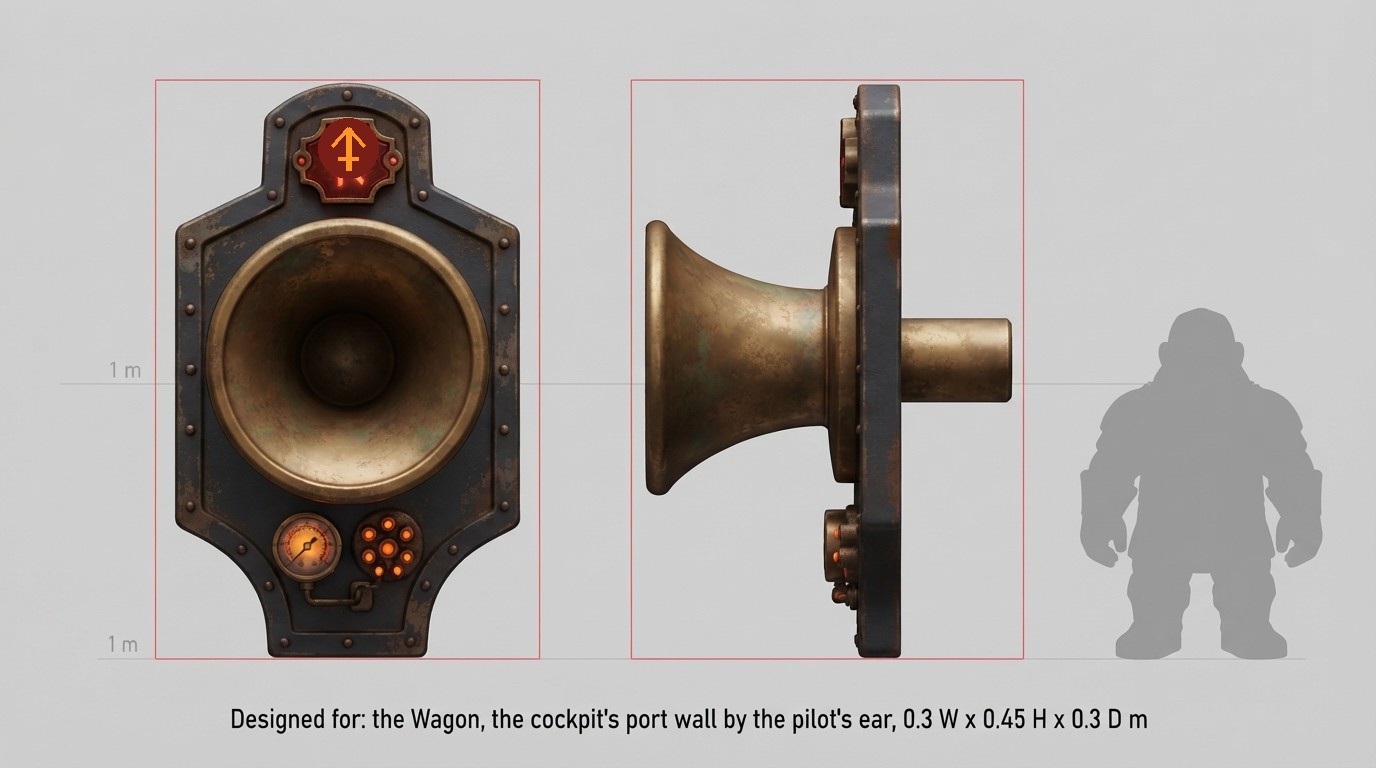 1 m
1 m
Designed for: the Wagon, the cockpit's port wall by the pilot's ear, 0.3 W x 0.45 H x 0.3 D m